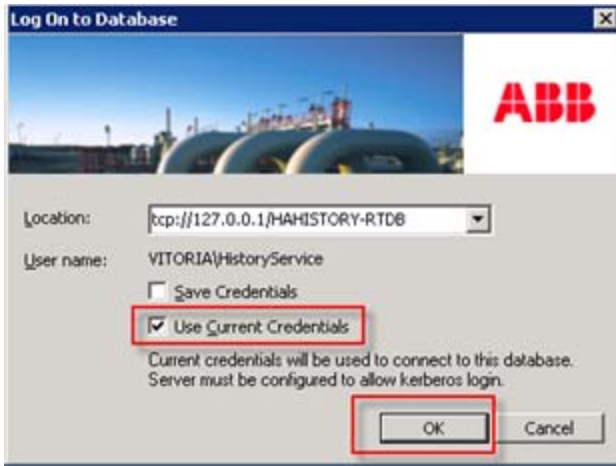 Log On to Database
ABB
Location:
tcp://127.0.0.1/HAHISTORY-RTDB
User name:
VITORIA\HistoryService
Save Credentials
Use Current Credentials
Current credentials will be used to connect to this database.
Server must be configured to allow kerberos login.
OK
Cancel